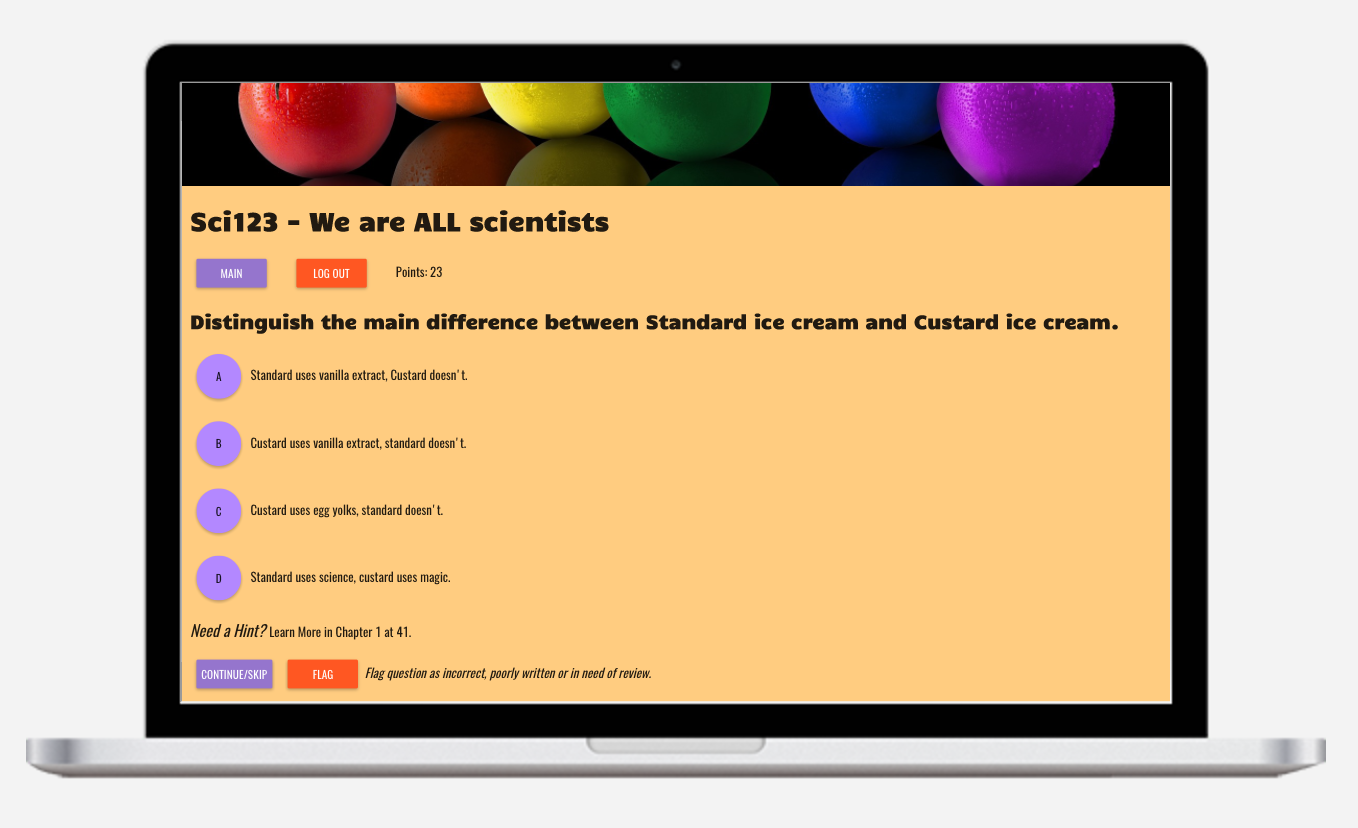 Sci123 - We are ALL scientists
MAIN LOG OUT Points: 23
Distinguish the main difference between Standard ice cream and Custard ice cream.
A Standard uses vanilla extract, Custard doesn't.
B Custard uses vanilla extract, standard doesn't.
C Custard uses egg yolks, standard doesn't.
D Standard uses science, custard uses magic.
Need a Hint? Learn More in Chapter 1 at 41.
CONTINUE/SKIP FLAG Flag question as incorrect, poorly written or in need of review.